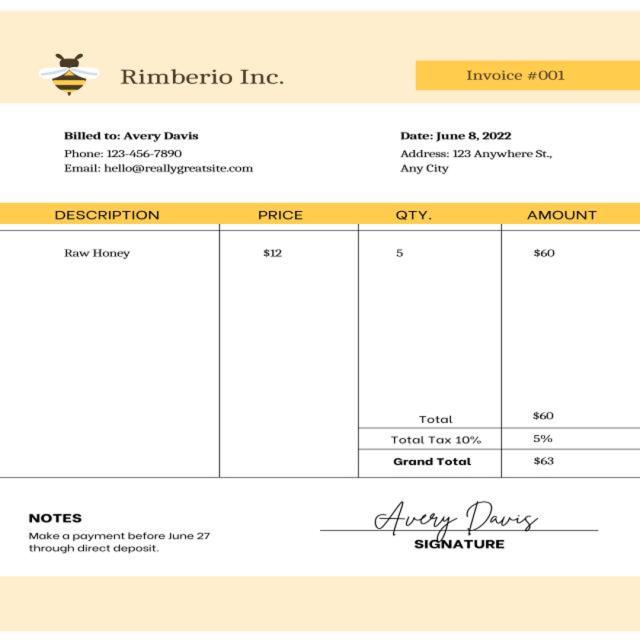 Rimberio Inc.
Invoice #001
Billed to: Avery Davis
Phone: 123-456-7890
Email: hello@reallygreatsite.com
Date: June 8, 2022
Address: 123 Anywhere St.,
Any City
DESCRIPTION PRICE QTY. AMOUNT
Raw Honey $12 5 $60
Total $60
Total Tax 10% 5%
Grand Total $63
NOTES
Make a payment before June 27
through direct deposit.
Avery Davis
SIGNATURE